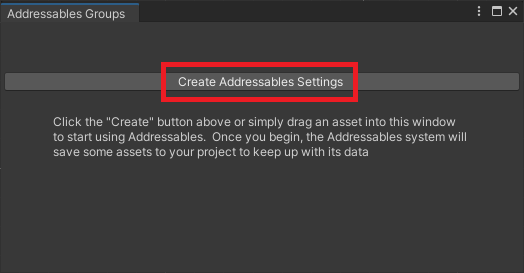 Addressables Groups
Create Addressables Settings
Click the "Create" button above or simply drag an asset into this window
to start using Addressables.  Once you begin, the Addressables system will
save some assets to your project to keep up with its data